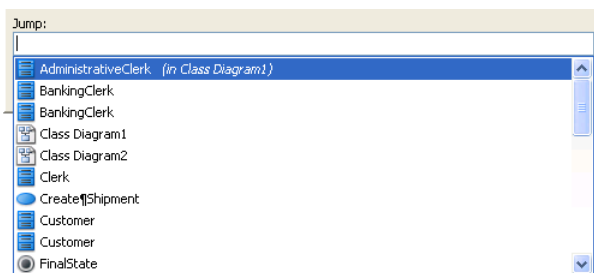 Jump:
AdministrativeClerk (in Class Diagram1)
BankingClerk
BankingClerk
Class Diagram1
Class Diagram2
Clerk
Create¶Shipment
Customer
Customer
FinalState